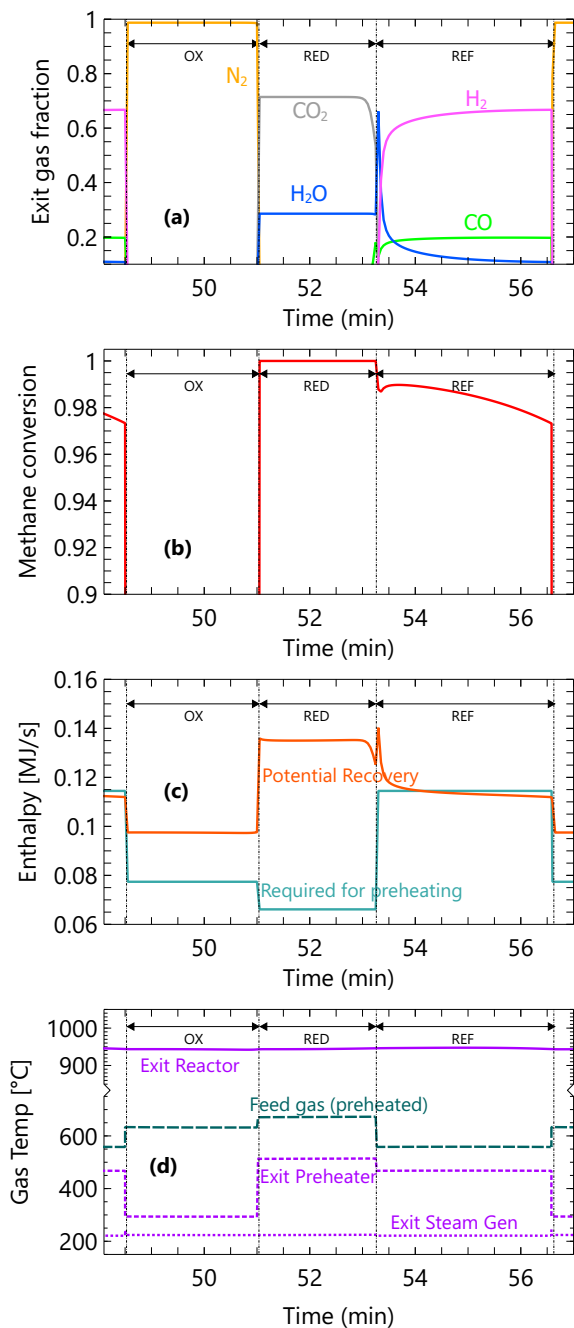 1
0.8
0.6
0.4
0.2
Exit gas fraction
OX
RED
REF
N₂
CO₂
H₂
H₂O
CO
(a)
50
52
54
56
Time (min)
1
0.98
0.96
0.94
0.92
0.9
Methane conversion
OX
RED
REF
(b)
50
52
54
56
Time (min)
0.16
0.14
0.12
0.1
0.08
0.06
Enthalpy [MJ/s]
OX
RED
REF
Potential Recovery
(c)
Required for preheating
50
52
54
56
Time (min)
1000
900
600
400
200
Gas Temp [°C]
OX
RED
REF
Exit Reactor
Feed gas (preheated)
(d)
Exit Preheater
Exit Steam Gen
50
52
54
56
Time (min)